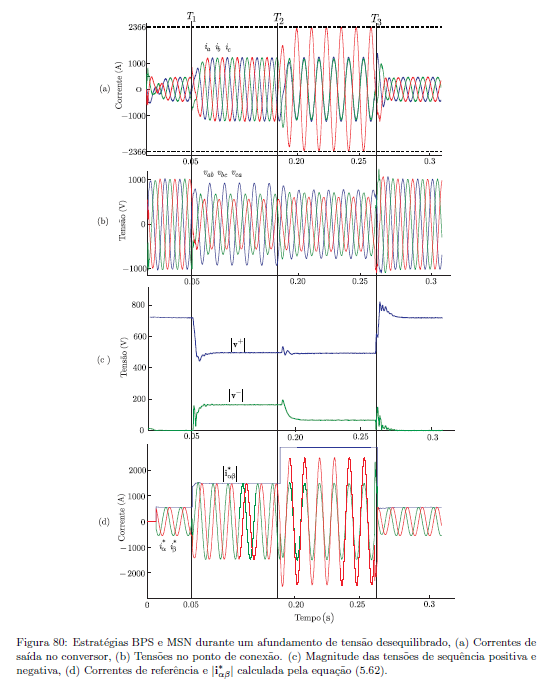 T1 T2 T3
2366
ia ib ic
1000
(a)
Corrente (A)
0
−1000
−2366
0.05 0.20 0.25 0.3
vab vbc vca
1000
(b)
Tensão (V)
0
−1000
0.05 0.20 0.25 0.3
800
600
|v+|
(c )
Tensão (V)
400
|v−|
200
0
0.05 0.20 0.25 0.3
|i*αβ|
2000
1000
(d)
Corrente (A)
0
−1000
i*α i*β
−2000
0 0.05 0.20 0.25 0.3
Tempo (s)
Figura 80: Estratégias BPS e MSN durante um afundamento de tensão desequilibrado, (a) Correntes de
saída no conversor, (b) Tensões no ponto de conexão. (c) Magnitude das tensões de sequência positiva e
negativa, (d) Correntes de referência e |i*αβ| calculada pela equação (5.62).